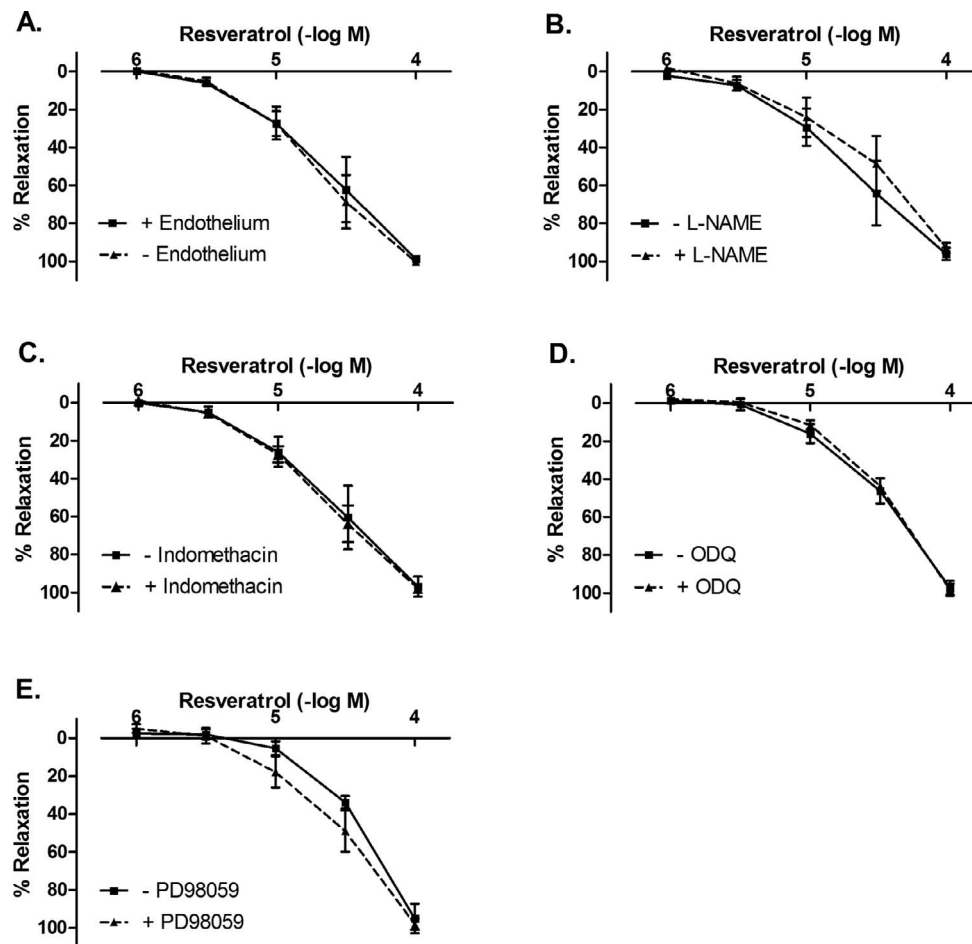 A.
Resveratrol (-log M)
6 5 4
0
20
40
60
80
100
% Relaxation
+ Endothelium
- Endothelium
B.
Resveratrol (-log M)
6 5 4
0
20
40
60
80
100
% Relaxation
- L-NAME
+ L-NAME
C.
Resveratrol (-log M)
6 5 4
0
20
40
60
80
100
% Relaxation
- Indomethacin
+ Indomethacin
D.
Resveratrol (-log M)
6 5 4
0
20
40
60
80
100
% Relaxation
- ODQ
+ ODQ
E.
Resveratrol (-log M)
6 5 4
0
20
40
60
80
100
% Relaxation
- PD98059
+ PD98059